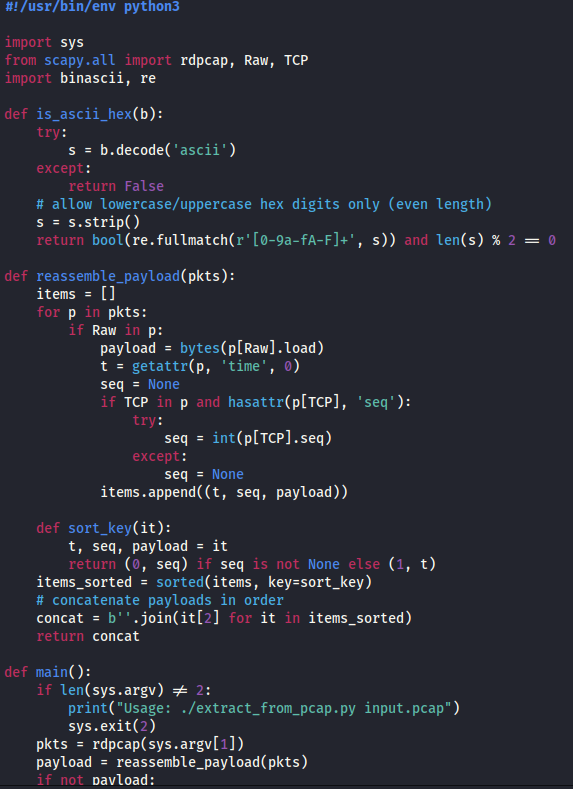 #!/usr/bin/env python3

import sys
from scapy.all import rdpcap, Raw, TCP
import binascii, re

def is_ascii_hex(b):
    try:
        s = b.decode('ascii')
    except:
        return False
    # allow lowercase/uppercase hex digits only (even length)
    s = s.strip()
    return bool(re.fullmatch(r'[0-9a-fA-F]+', s)) and len(s) % 2 == 0

def reassemble_payload(pkts):
    items = []
    for p in pkts:
        if Raw in p:
            payload = bytes(p[Raw].load)
            t = getattr(p, 'time', 0)
            seq = None
            if TCP in p and hasattr(p[TCP], 'seq'):
                try:
                    seq = int(p[TCP].seq)
                except:
                    seq = None
            items.append((t, seq, payload))

    def sort_key(it):
        t, seq, payload = it
        return (0, seq) if seq is not None else (1, t)
    items_sorted = sorted(items, key=sort_key)
    # concatenate payloads in order
    concat = b''.join(it[2] for it in items_sorted)
    return concat

def main():
    if len(sys.argv) != 2:
        print("Usage: ./extract_from_pcap.py input.pcap")
        sys.exit(2)
    pkts = rdpcap(sys.argv[1])
    payload = reassemble_payload(pkts)
    if not payload: